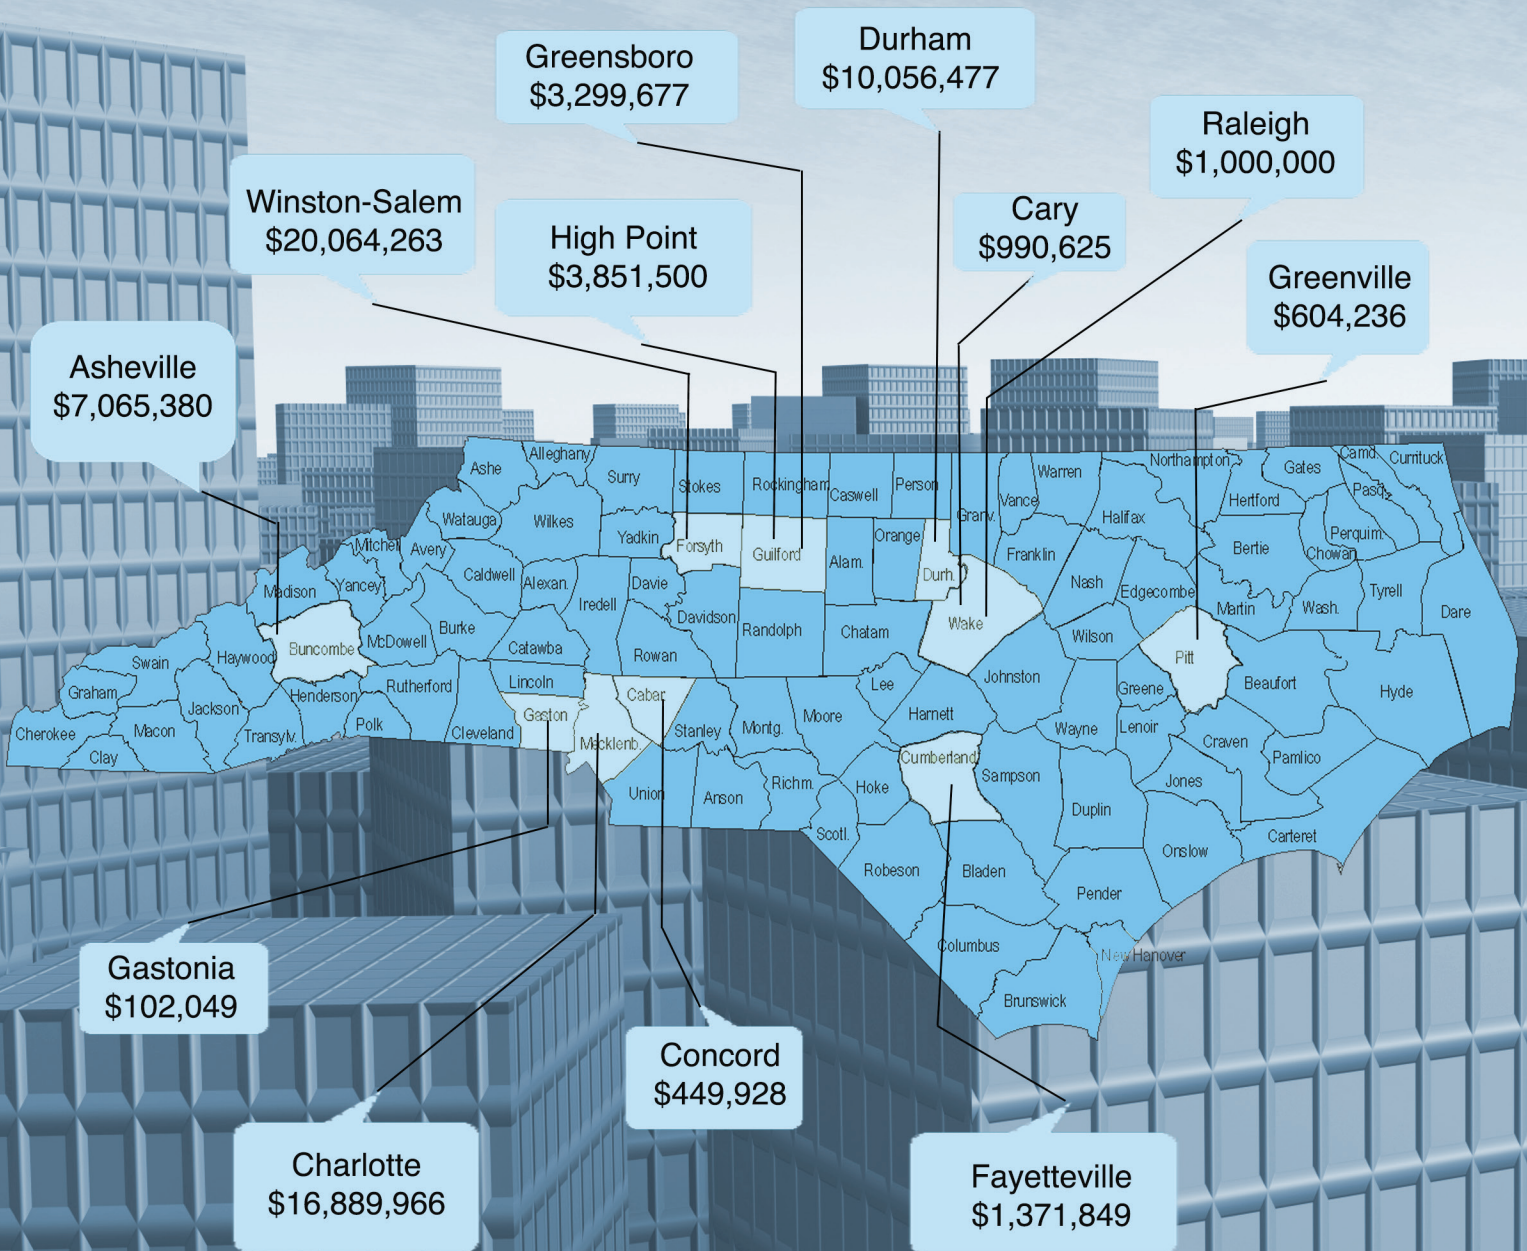 Durham
$10,056,477
Greensboro
$3,299,677
Raleigh
$1,000,000
Winston-Salem
$20,064,263
High Point
$3,851,500
Cary
$990,625
Greenville
$604,236
Asheville
$7,065,380
Ashe
Alleghany
Surry
Stokes
Rockingham
Caswell
Person
Granv.
Vance
Warren
Northampton
Gates
Camd.
Currituck
Pasq.
Hertford
Halifax
Watauga
Wilkes
Yadkin
Forsyth
Guilford
Alam.
Orange
Durh.
Franklin
Nash
Edgecombe
Bertie
Perquim.
Chowan
Mitchel
Avery
Caldwell
Alexan.
Iredell
Davie
Davidson
Randolph
Chatam
Wake
Wilson
Martin
Wash.
Tyrell
Dare
Madison
Yancey
Buncombe
McDowell
Burke
Catawba
Rowan
Swain
Haywood
Henderson
Rutherford
Lincoln
Cabar
Lee
Johnston
Greene
Pitt
Beaufort
Hyde
Graham
Jackson
Polk
Cleveland
Gaston
Mecklenb.
Stanley
Montg.
Moore
Harnett
Wayne
Lenoir
Craven
Pamlico
Cherokee
Clay
Macon
Transylv.
Union
Anson
Richm.
Hoke
Cumberland
Sampson
Duplin
Jones
Scotl.
Robeson
Bladen
Pender
Onslow
Carteret
Columbus
New Hanover
Brunswick
Gastonia
$102,049
Concord
$449,928
Charlotte
$16,889,966
Fayetteville
$1,371,849